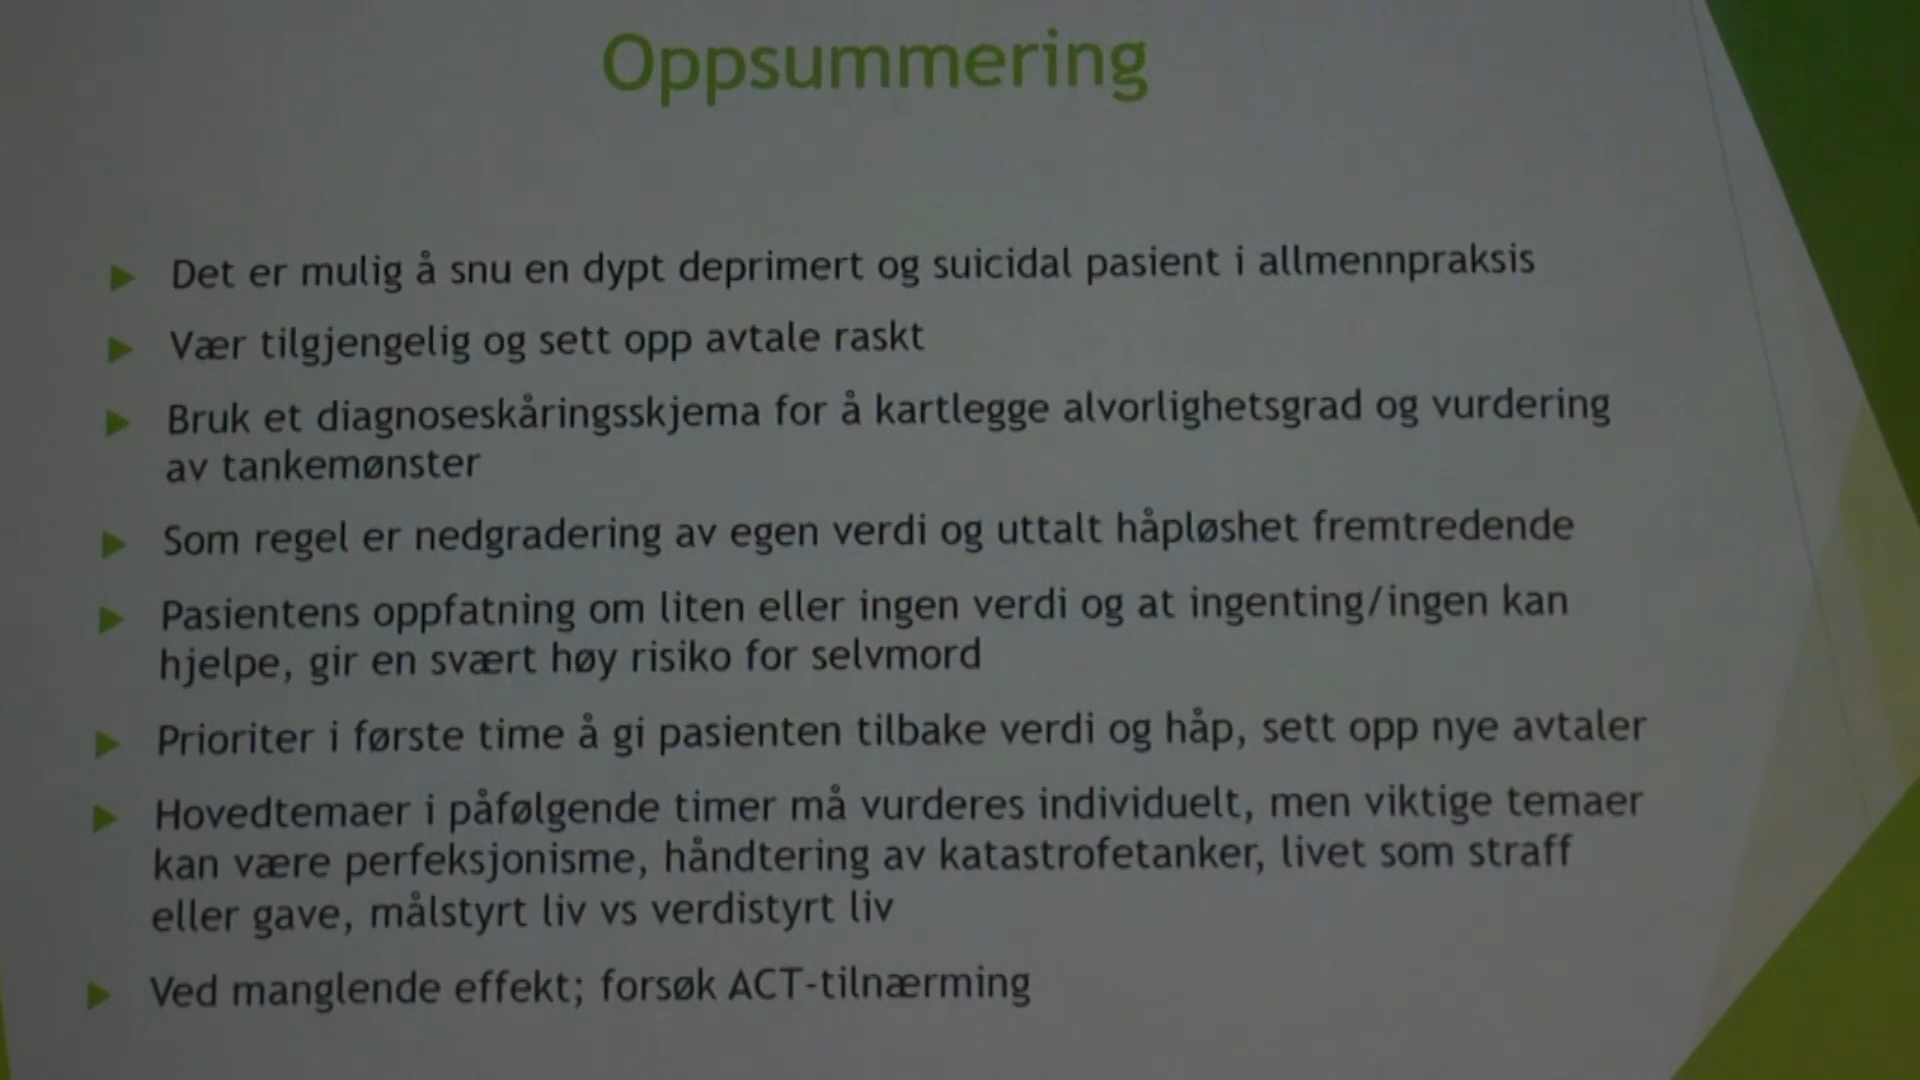 Oppsummering
Det er mulig å snu en dypt deprimert og suicidal pasient i allmennpraksis
Vær tilgjengelig og sett opp avtale raskt
Bruk et diagnoseskåringsskjema for å kartlegge alvorlighetsgrad og vurdering
av tankemønster
Som regel er nedgradering av egen verdi og uttalt håpløshet fremtredende
Pasientens oppfatning om liten eller ingen verdi og at ingenting/ingen kan
hjelpe, gir en svært høy risiko for selvmord
Prioriter i første time å gi pasienten tilbake verdi og håp, sett opp nye avtaler
Hovedtemaer i påfølgende timer må vurderes individuelt, men viktige temaer
kan være perfeksjonisme, håndtering av katastrofetanker, livet som straff
eller gave, målstyrt liv vs verdistyrt liv
Ved manglende effekt; forsøk ACT-tilnærming